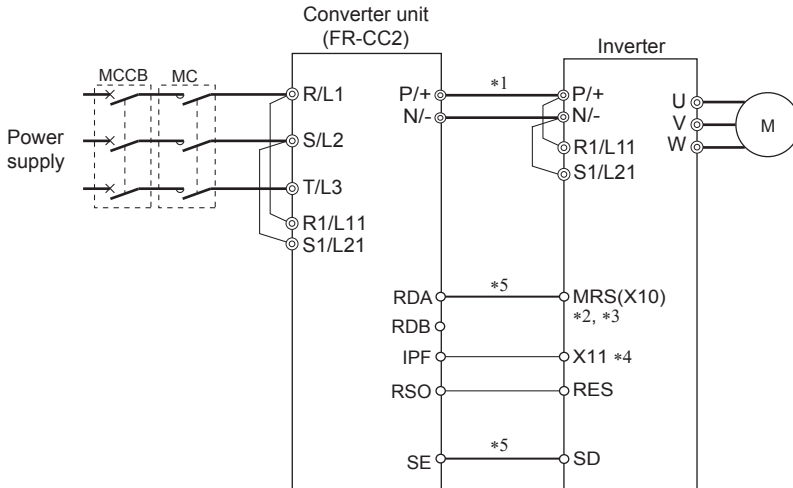 Converter unit
(FR-CC2)
Inverter
MCCB MC
Power
supply
R/L1
S/L2
T/L3
R1/L11
S1/L21
P/+
N/-
*1
P/+
N/-
R1/L11
S1/L21
U
V
W
M
RDA
*5
MRS(X10)
*2, *3
RDB
IPF
X11 *4
RSO
RES
SE
*5
SD